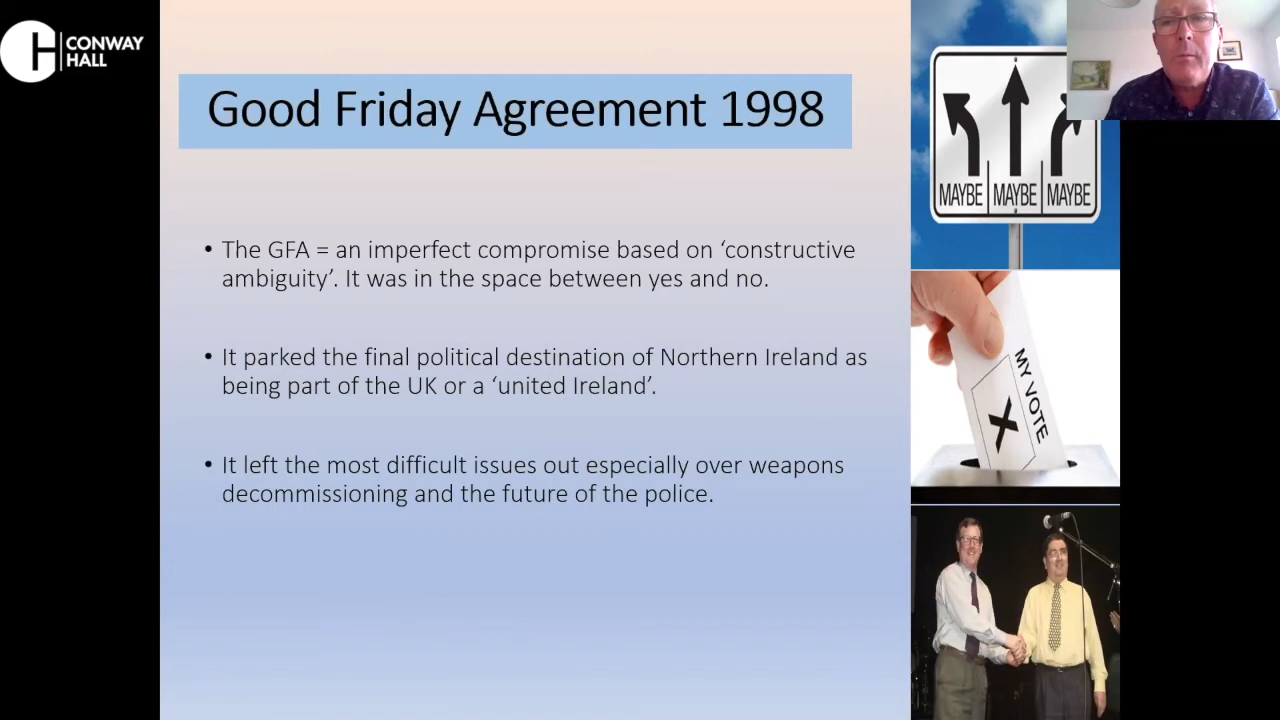 CONWAY
HALL
Good Friday Agreement 1998
• The GFA = an imperfect compromise based on ‘constructive
ambiguity’. It was in the space between yes and no.
• It parked the final political destination of Northern Ireland as
being part of the UK or a ‘united Ireland’.
• It left the most difficult issues out especially over weapons
decommissioning and the future of the police.
MAYBE MAYBE MAYBE
MY VOTE
X